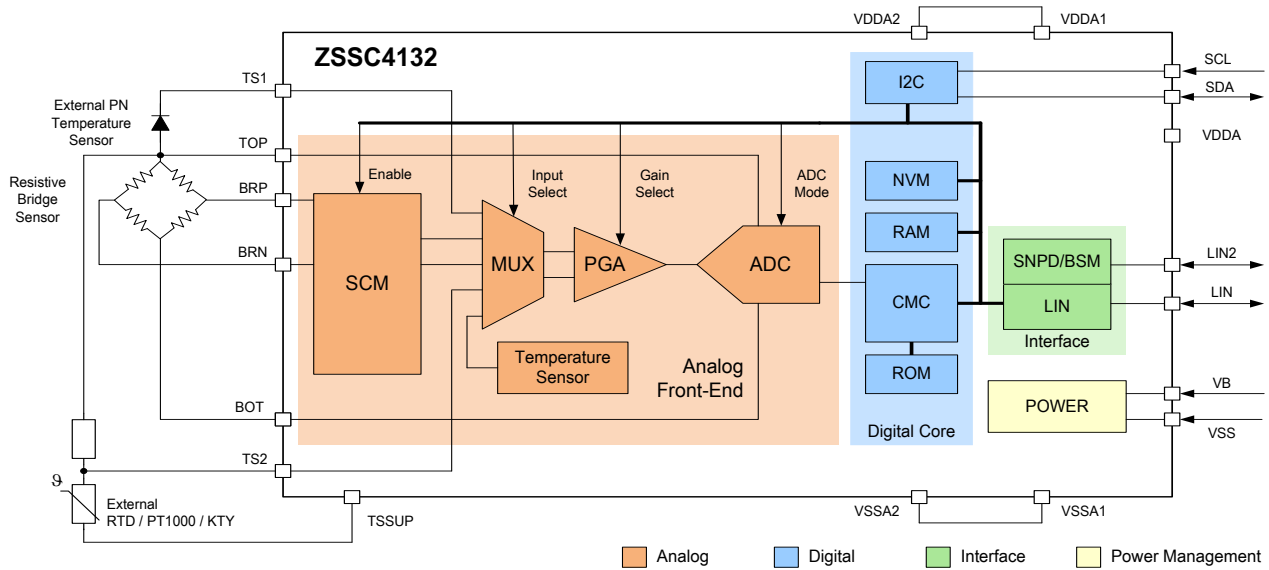 VDDA2
VDDA1
ZSSC4132
TS1
I2C
SCL
SDA
External PN
Temperature
Sensor
TOP
VDDA
Enable
Input
Select
Gain
Select
ADC
Mode
Resistive
Bridge
Sensor
BRP
NVM
RAM
SCM
MUX
PGA
ADC
BRN
SNPD/BSM
LIN2
CMC
LIN
LIN
Interface
Temperature
Sensor
Analog
Front-End
ROM
VB
POWER
BOT
Digital Core
VSS
TS2
ϑ
External
RTD / PT1000 / KTY
TSSUP
VSSA2
VSSA1
Analog
Digital
Interface
Power Management